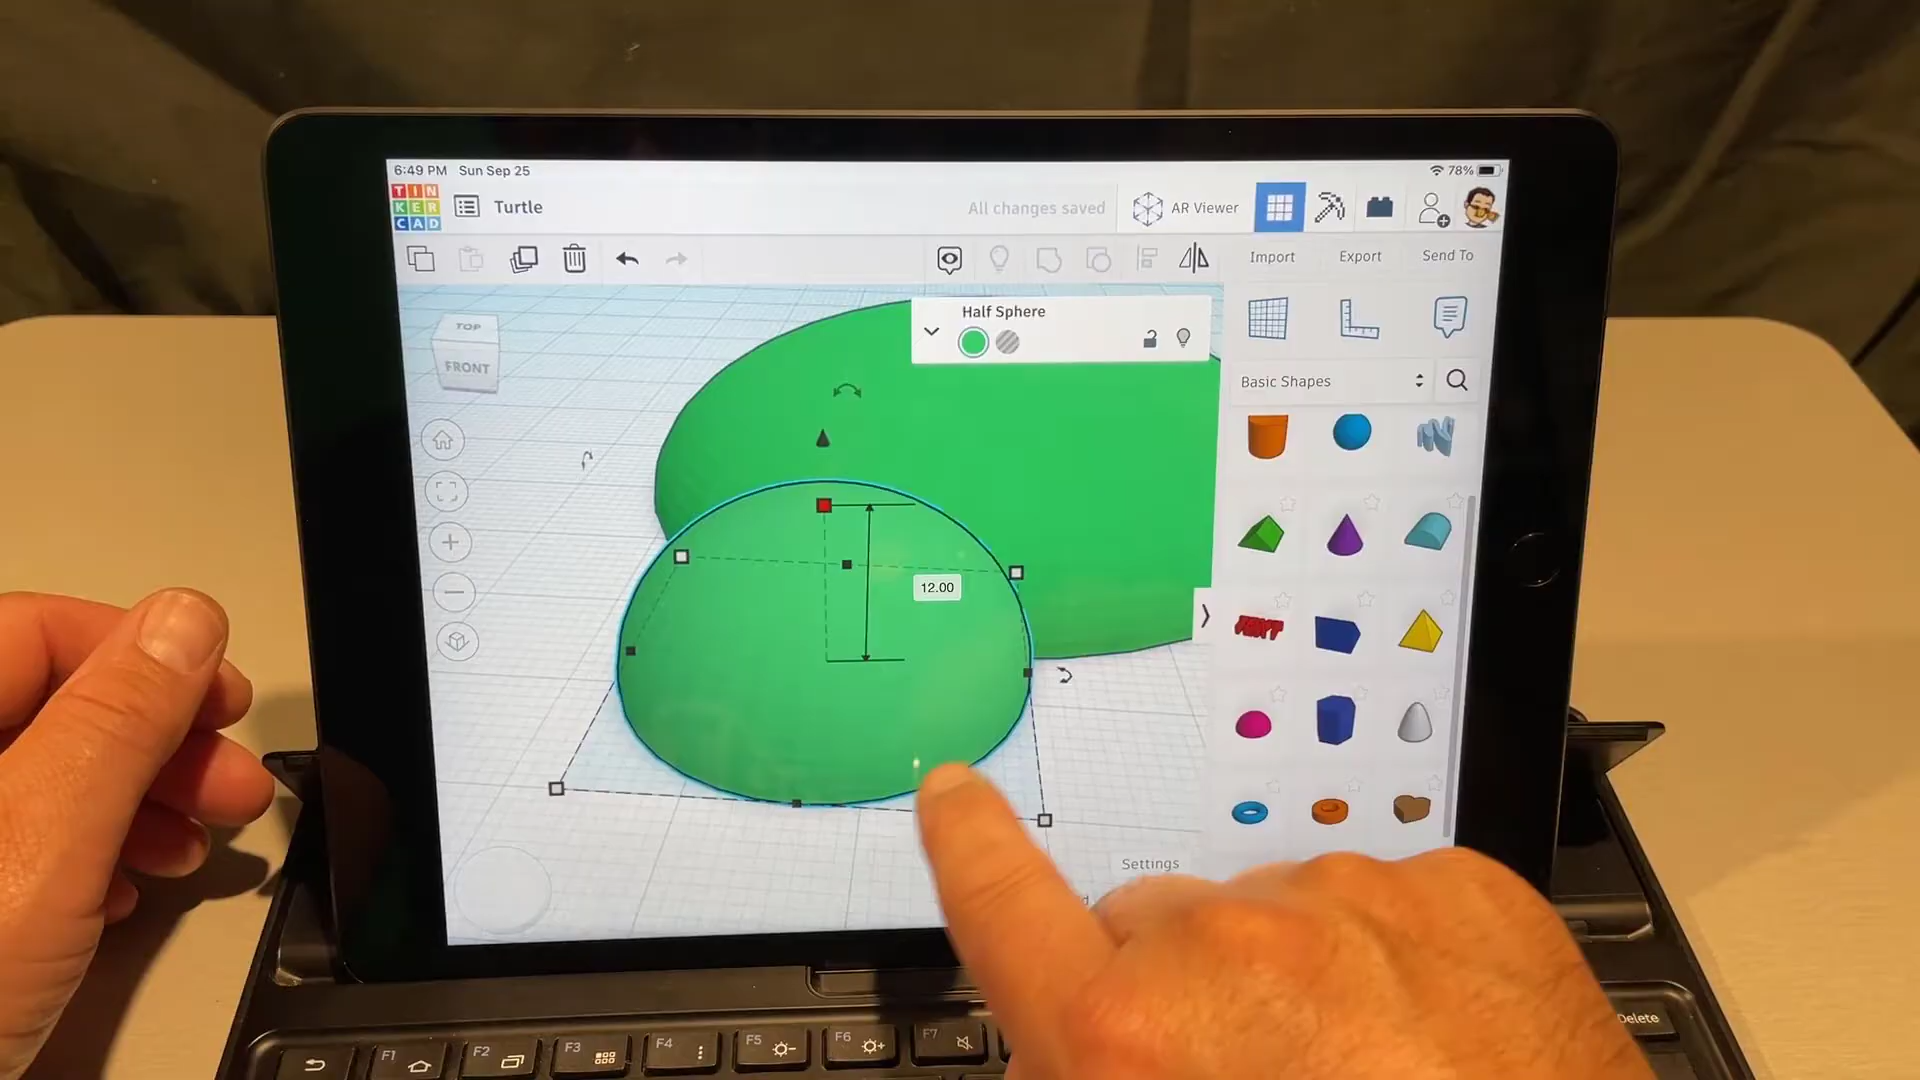 6:49 PM Sun Sep 25
78%
TIN
KER
CAD
Turtle
All changes saved
AR Viewer
Import
Export
Send To
TOP
FRONT
Half Sphere
Basic Shapes
12.00
TEXT
Settings
Delete
F1
F2
F3
F4
F5
F6
F7